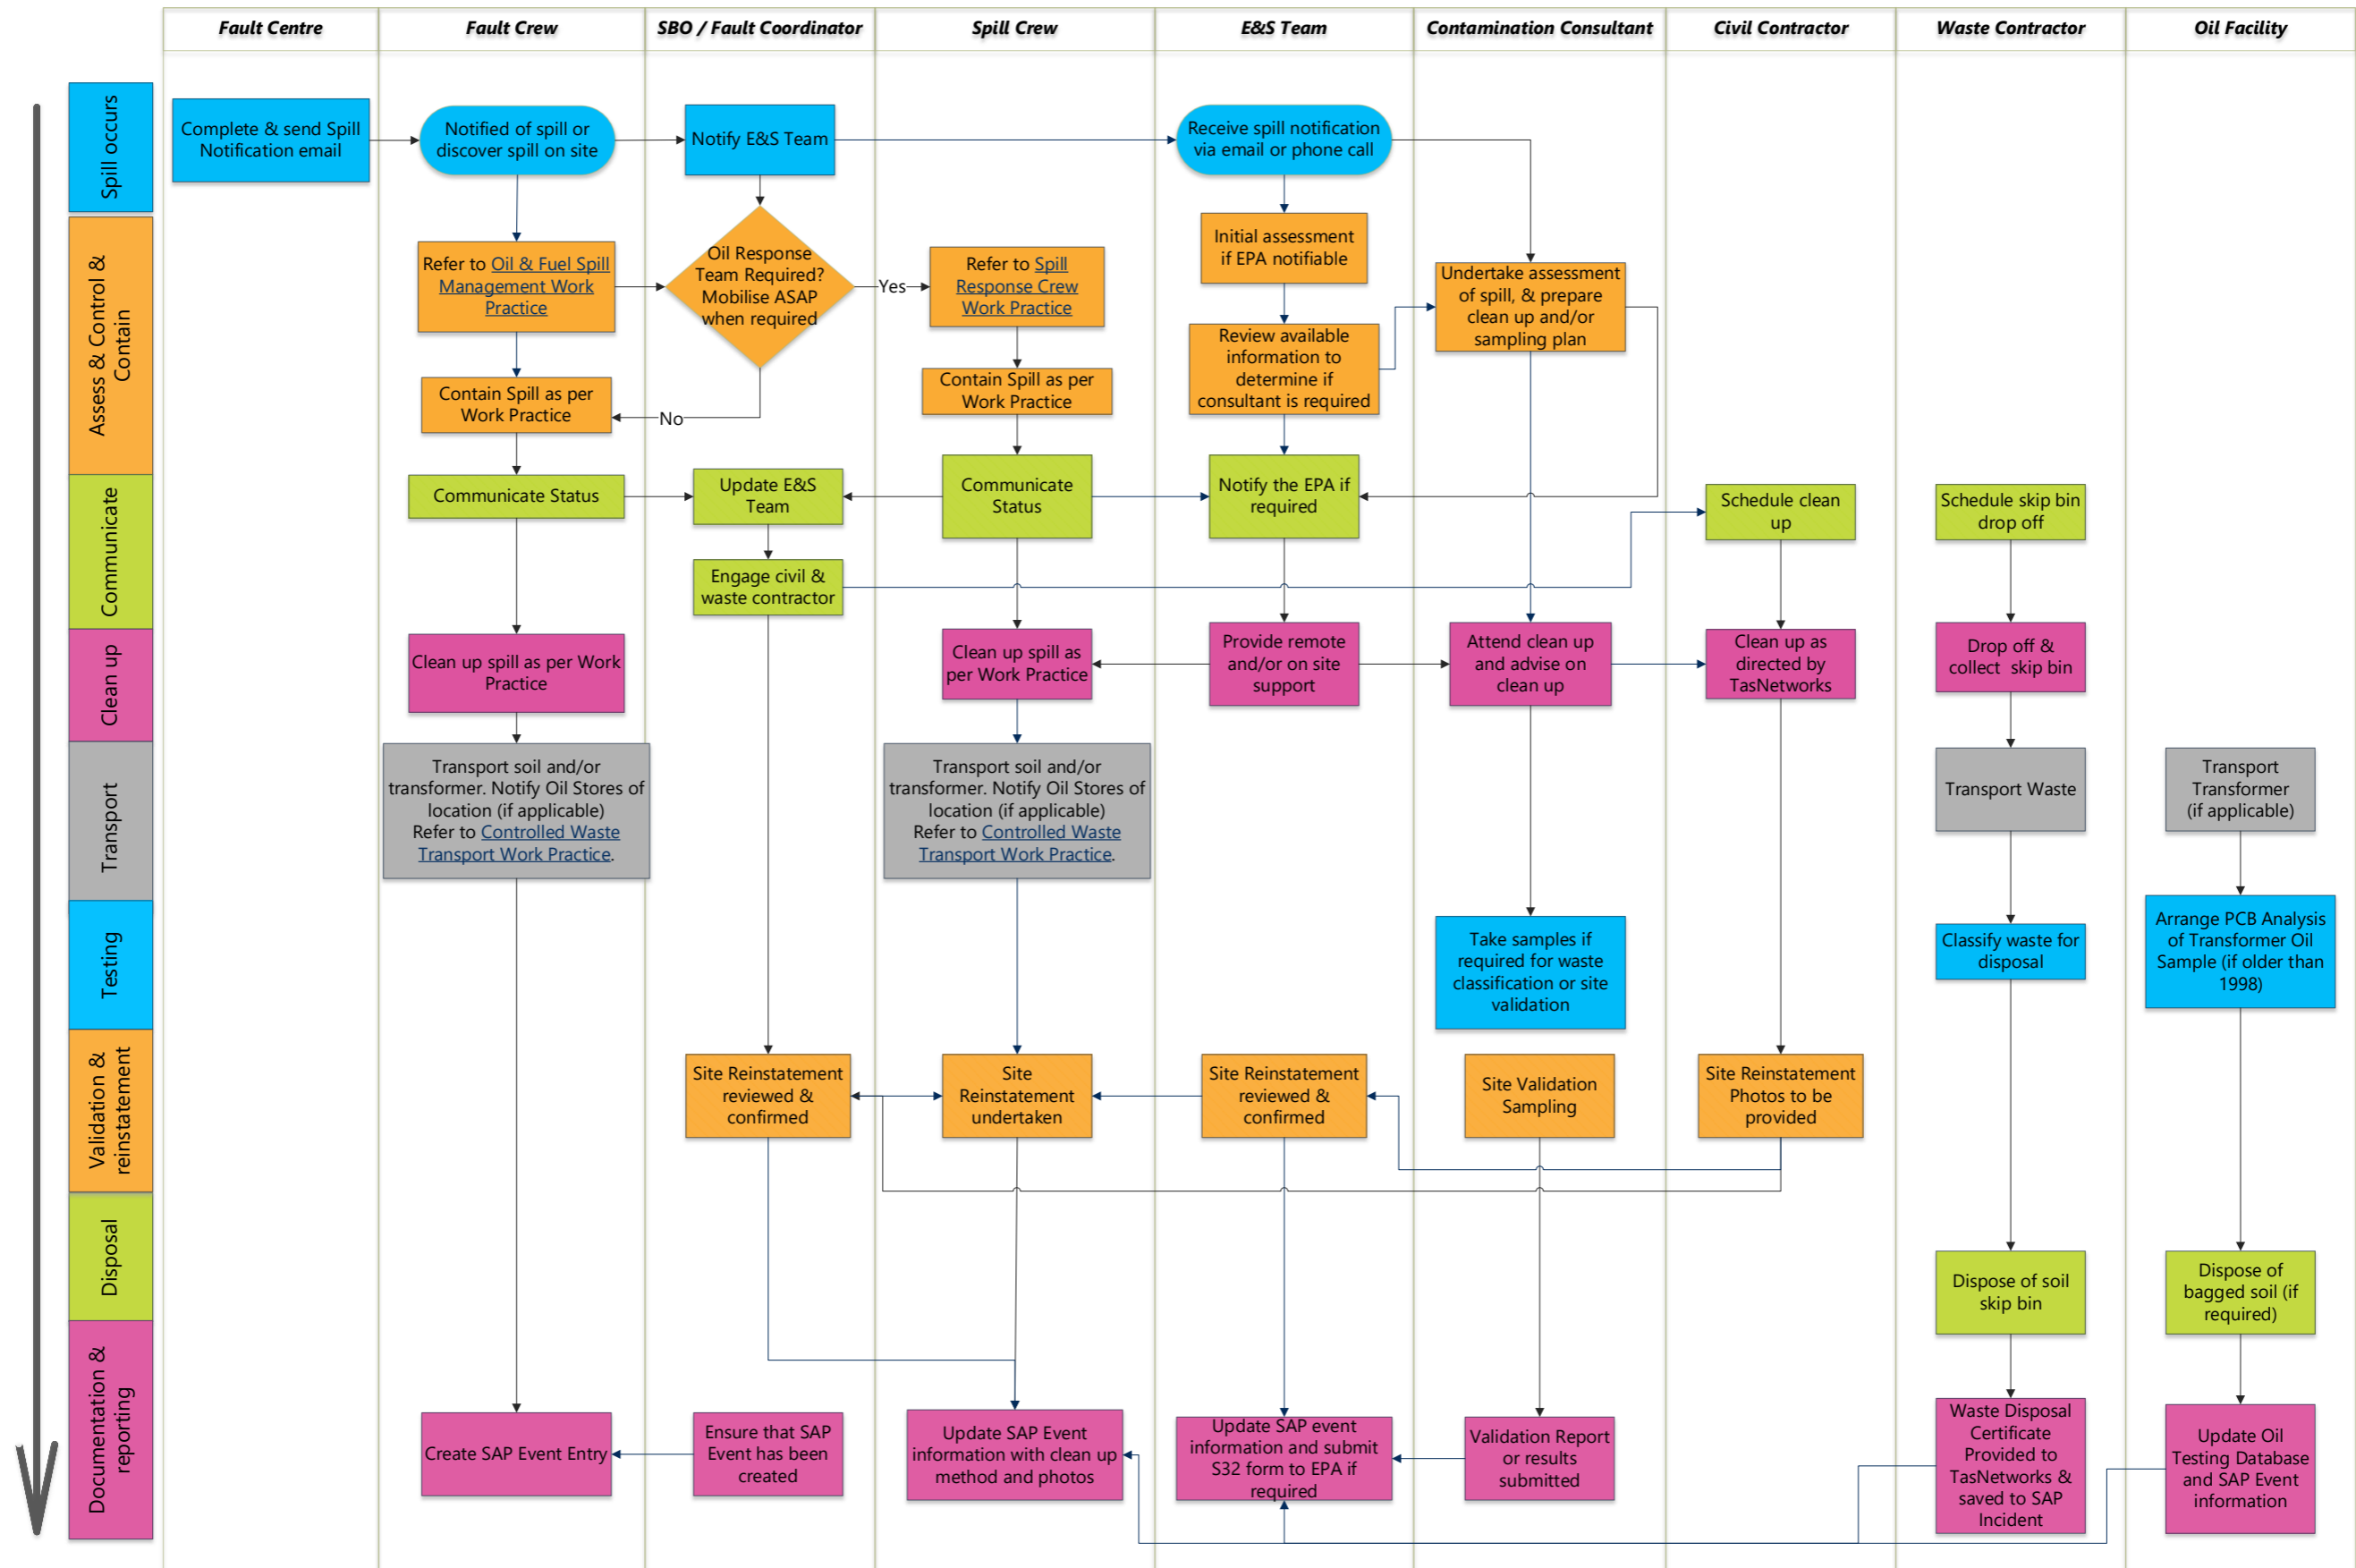 Fault Centre
Fault Crew
SBO / Fault Coordinator
Spill Crew
E&S Team
Contamination Consultant
Civil Contractor
Waste Contractor
Oil Facility
Spill occurs
Complete & send Spill
Notification email
Notified of spill or
discover spill on site
Notify E&S Team
Receive spill notification
via email or phone call
Assess & Control &
Contain
Refer to Oil & Fuel Spill
Management Work
Practice
Oil Response
Team Required?
Mobilise ASAP
when required
Yes
No
Refer to Spill
Response Crew
Work Practice
Initial assessment
if EPA notifiable
Undertake assessment
of spill, & prepare
clean up and/or
sampling plan
Review available
information to
determine if
consultant is required
Contain Spill as per
Work Practice
Contain Spill as per
Work Practice
Communicate
Communicate Status
Update E&S
Team
Communicate
Status
Notify the EPA if
required
Schedule clean
up
Schedule skip bin
drop off
Engage civil &
waste contractor
Clean up
Clean up spill as per Work
Practice
Clean up spill as
per Work Practice
Provide remote
and/or on site
support
Attend clean up
and advise on
clean up
Clean up as
directed by
TasNetworks
Drop off &
collect skip bin
Transport
Transport soil and/or
transformer. Notify Oil Stores of
location (if applicable)
Refer to Controlled Waste
Transport Work Practice.
Transport soil and/or
transformer. Notify Oil Stores of
location (if applicable)
Refer to Controlled Waste
Transport Work Practice.
Transport Waste
Transport
Transformer
(if applicable)
Testing
Take samples if
required for waste
classification or site
validation
Classify waste for
disposal
Arrange PCB Analysis
of Transformer Oil
Sample (if older than
1998)
Validation &
reinstatement
Site Reinstatement
reviewed &
confirmed
Site
Reinstatement
undertaken
Site Reinstatement
reviewed &
confirmed
Site Validation
Sampling
Site Reinstatement
Photos to be
provided
Disposal
Dispose of soil
skip bin
Dispose of
bagged soil (if
required)
Documentation &
reporting
Create SAP Event Entry
Ensure that SAP
Event has been
created
Update SAP Event
information with clean up
method and photos
Update SAP event
information and submit
S32 form to EPA if
required
Validation Report
or results
submitted
Waste Disposal
Certificate
Provided to
TasNetworks &
saved to SAP
Incident
Update Oil
Testing Database
and SAP Event
information